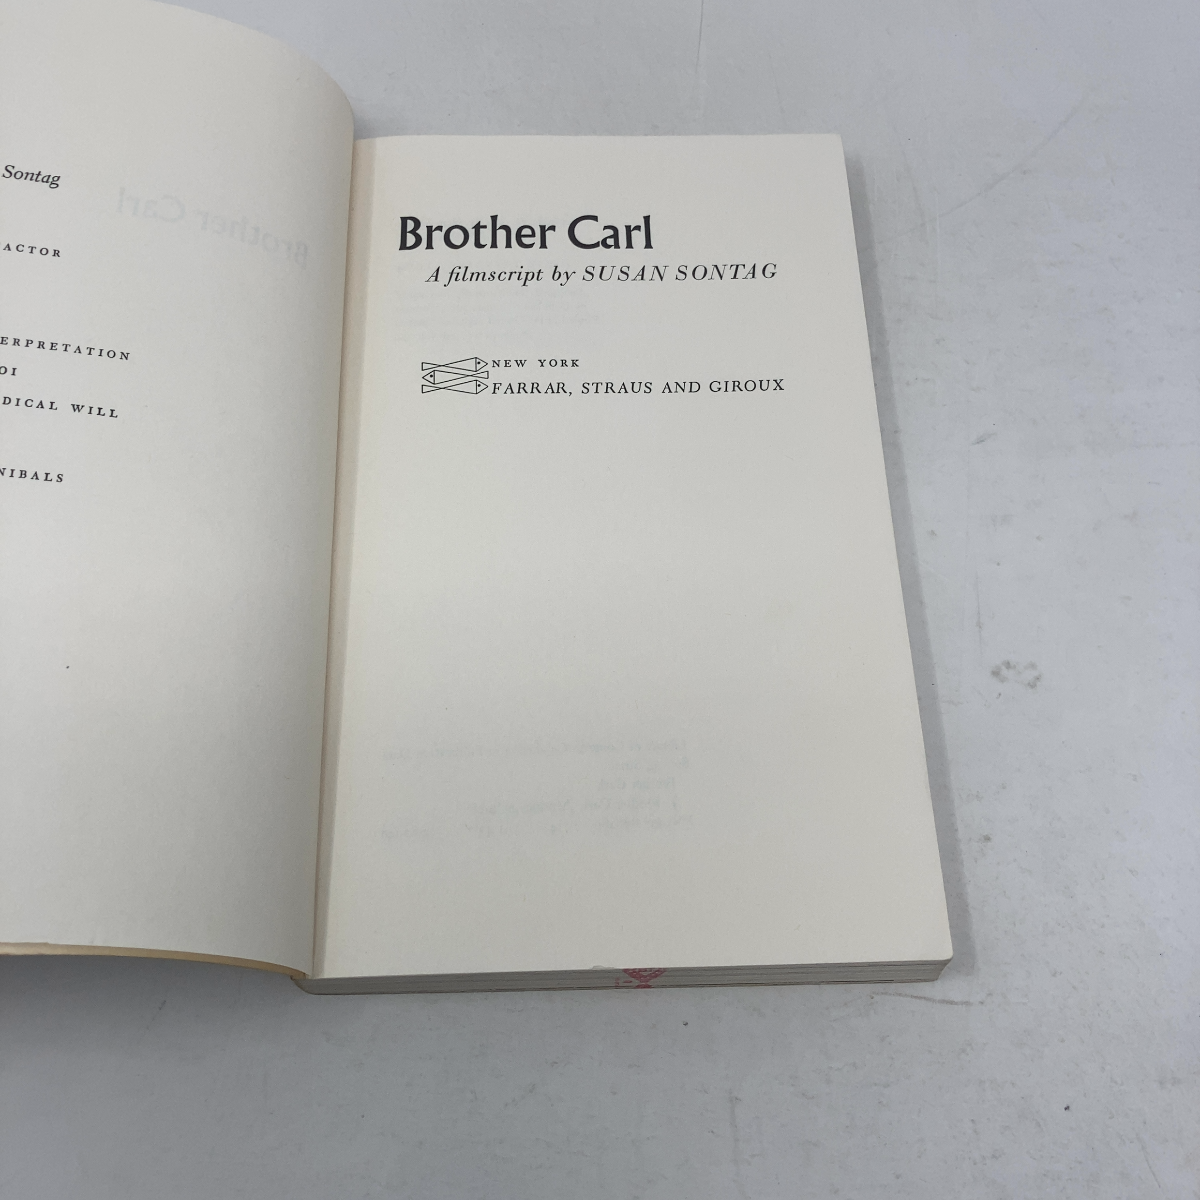 Sontag
ACTOR
ERPRETATION
OI
DICAL WILL
NIBALS
Brother Carl
A filmscript by SUSAN SONTAG
NEW YORK
FARRAR, STRAUS AND GIROUX